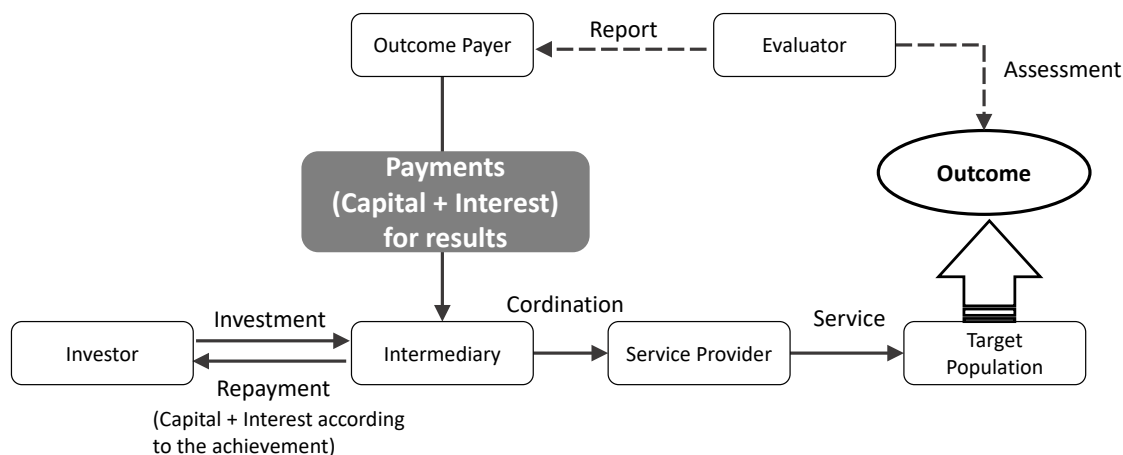 Outcome Payer
Report
Evaluator
Assessment
Payments
(Capital + Interest)
for results
Outcome
Cordination
Investment
Service
Investor
Intermediary
Service Provider
Target
Population
Repayment
(Capital + Interest according
to the achievement)